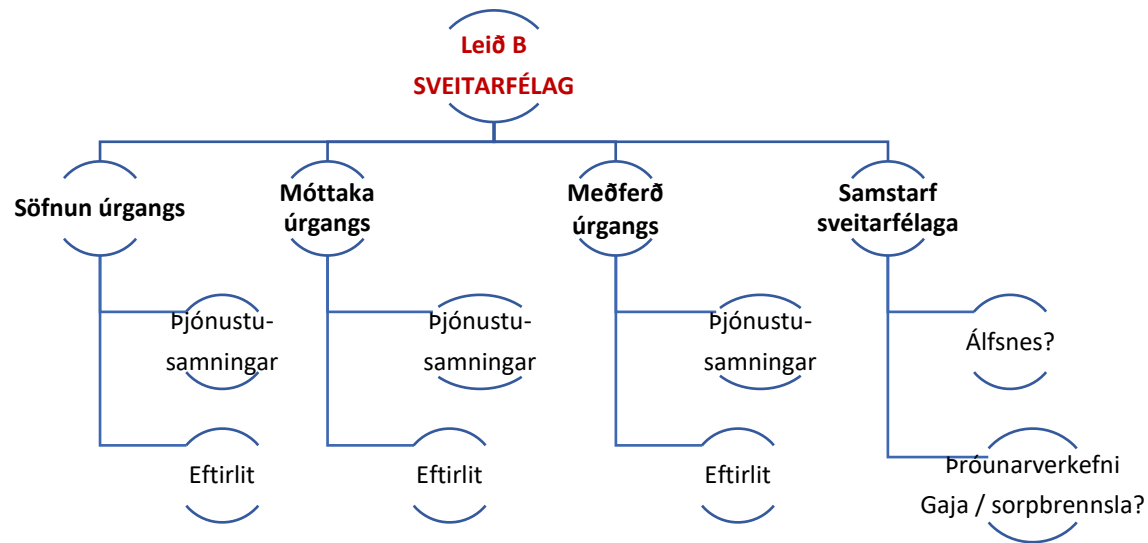 Leið B
SVEITARFÉLAG
Söfnun úrgangs
Móttaka
úrgangs
Meðferð
úrgangs
Samstarf
sveitarfélaga
Þjónustu-
samningar
Þjónustu-
samningar
Þjónustu-
samningar
Álfsnes?
Eftirlit
Eftirlit
Eftirlit
Þróunarverkefni
Gaja / sorpbrennsla?